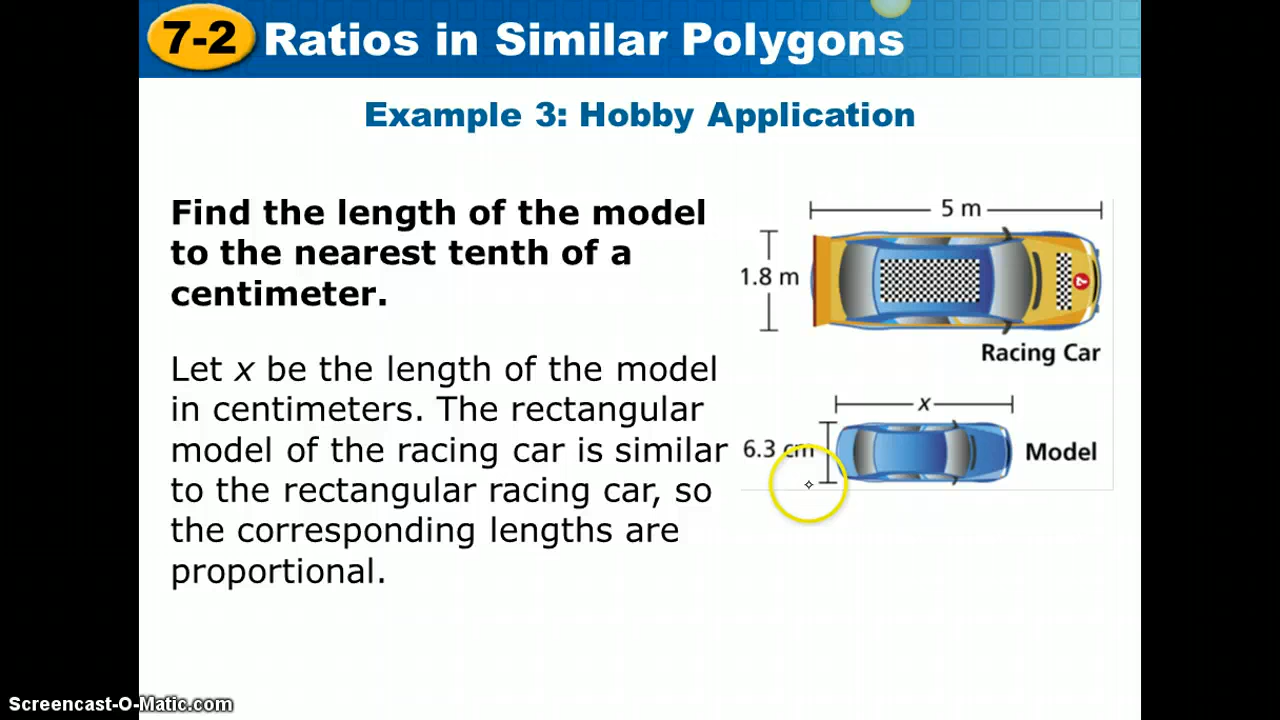 7-2 Ratios in Similar Polygons
Example 3: Hobby Application
Find the length of the model
to the nearest tenth of a
centimeter.
Let x be the length of the model
in centimeters. The rectangular
model of the racing car is similar
to the rectangular racing car, so
the corresponding lengths are
proportional.
5 m
1.8 m
7
Racing Car
x
6.3 cm
Model
Screencast-O-Matic.com